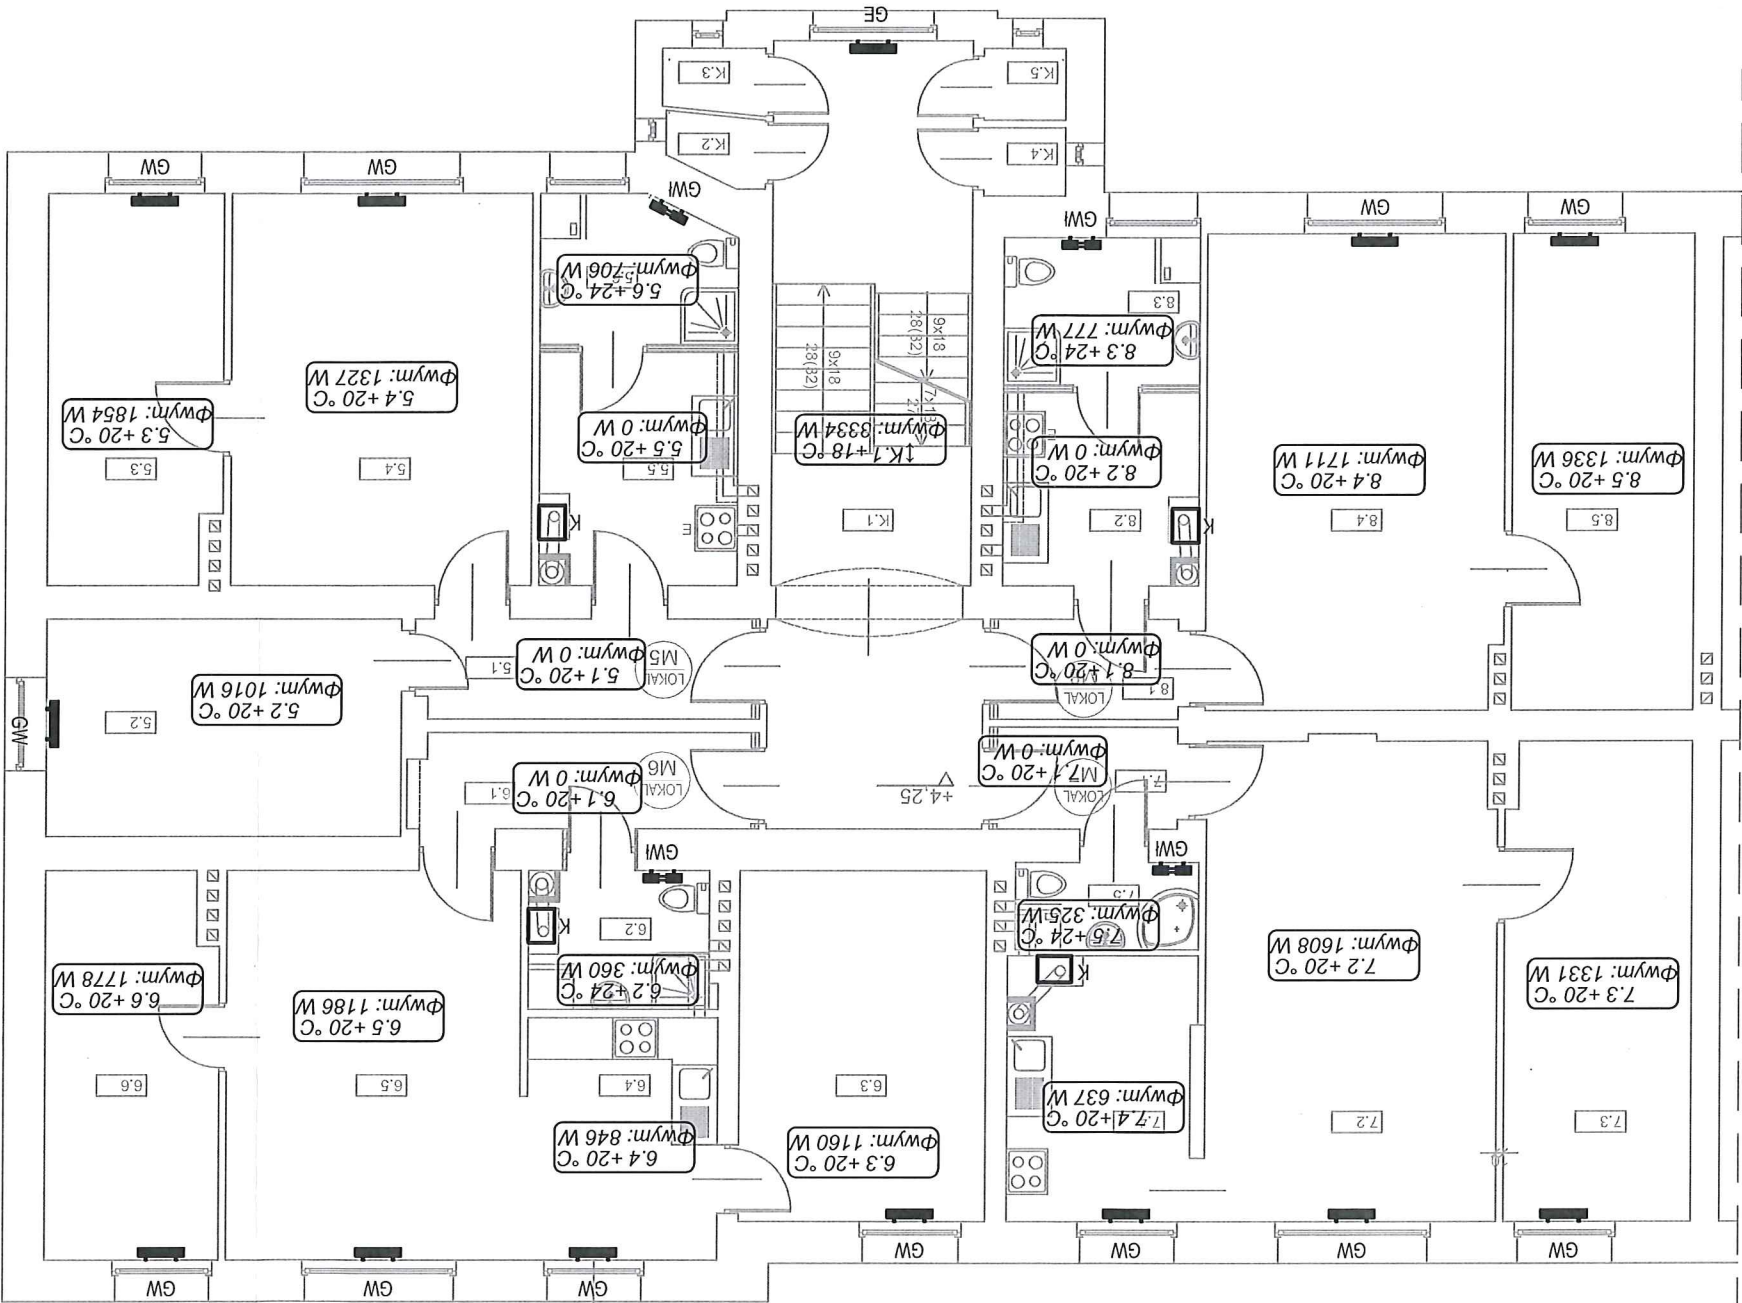 GW
GW
GW
GW
GW
GW
GW
7.3 +20 °C
Φwym: 1331 W
7.3
7.2 +20 °C
Φwym: 1608 W
7.2
7.4 +20 °C
Φwym: 637 W
K
7.5 +24 °C
Φwym: 325 W
7.5
GWI
6.3 +20 °C
Φwym: 1160 W
6.3
6.4 +20 °C
Φwym: 846 W
6.4
6.2 +24 °C
Φwym: 360 W
6.2
K
GWI
6.5
6.5 +20 °C
Φwym: 1186 W
6.6
6.6 +20 °C
Φwym: 1778 W
7.1
LOKAL
M7
7.1 +20 °C
Φwym: 0 W
+4,25
LOKAL
M6
6.1 +20 °C
Φwym: 0 W
6.1
8.1
LOKAL
8.1 +20 °C
Φwym: 0 W
LOKAL
M5
5.1 +20 °C
Φwym: 0 W
5.1
5.2 +20 °C
Φwym: 1016 W
5.2
GW
8.5
8.5 +20 °C
Φwym: 1336 W
8.4
8.4 +20 °C
Φwym: 1711 W
K
8.2
8.2 +20 °C
Φwym: 0 W
8.3 +24 °C
Φwym: 777 W
8.3
GWI
K.1
↕K.1 +18 °C
Φwym: 3334 W
9x18
28(32)
9x18
28(32)
E
K
5.5
5.5 +20 °C
Φwym: 0 W
5.6 +24 °C
Φwym: 706 W
GWI
5.4
5.4 +20 °C
Φwym: 1327 W
5.3
5.3 +20 °C
Φwym: 1854 W
GW
GW
GW
GW
K.4
K.2
K.5
K.3
GE